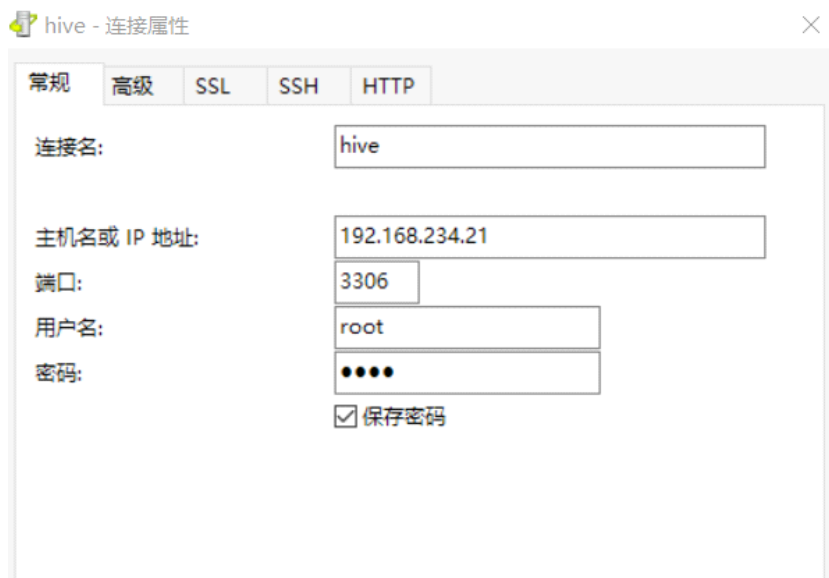 hive - 连接属性
常规 高级 SSL SSH HTTP
连接名: hive
主机名或 IP 地址: 192.168.234.21
端口: 3306
用户名: root
密码: ●●●●
保存密码